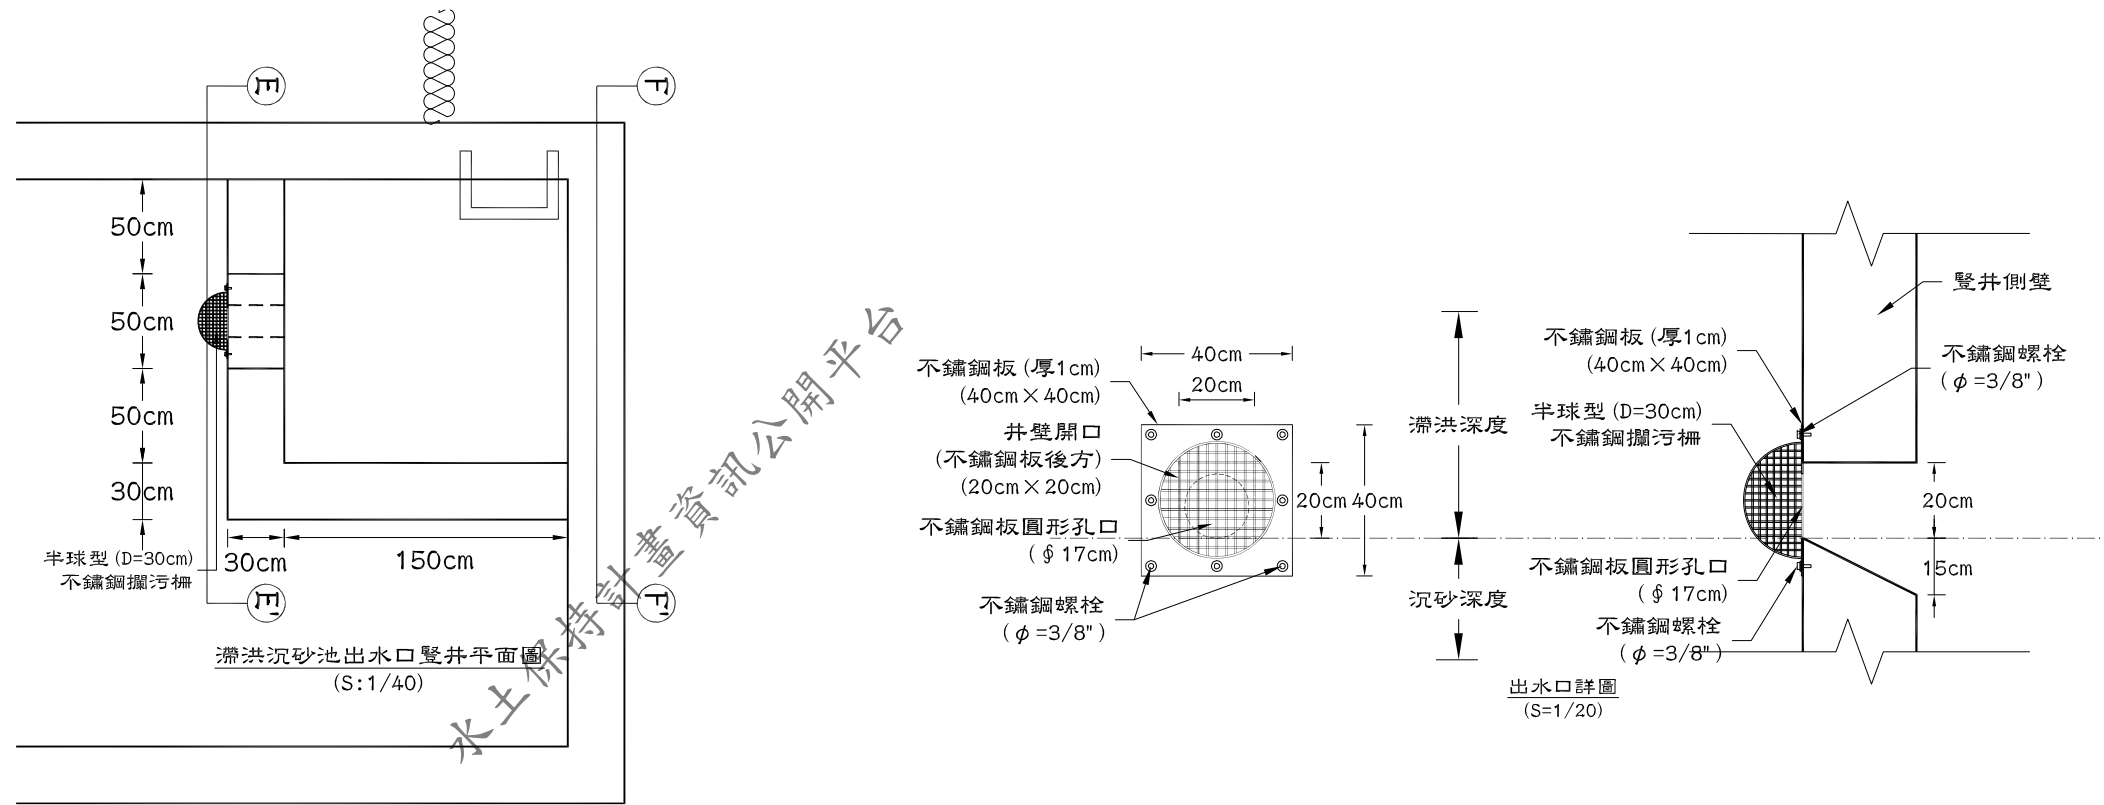 E
F
50cm
50cm
50cm
30cm
半球型(D=30cm)
不鏽鋼攔污柵
30cm
150cm
E'
F'
滯洪沉砂池出水口豎井平面圖
(S:1/40)
水土保持計畫資訊公開平台
40cm
20cm
不鏽鋼板(厚1cm)
(40cm×40cm)
井壁開口
(不鏽鋼板後方)
(20cm×20cm)
20cm
40cm
不鏽鋼板圓形孔口
(∮17cm)
不鏽鋼螺栓
(φ=3/8")
滯洪深度
沉砂深度
豎井側壁
不鏽鋼板(厚1cm)
(40cm×40cm)
不鏽鋼螺栓
(φ=3/8")
半球型(D=30cm)
不鏽鋼攔污柵
20cm
15cm
不鏽鋼板圓形孔口
(∮17cm)
不鏽鋼螺栓
(φ=3/8")
出水口詳圖
(S=1/20)